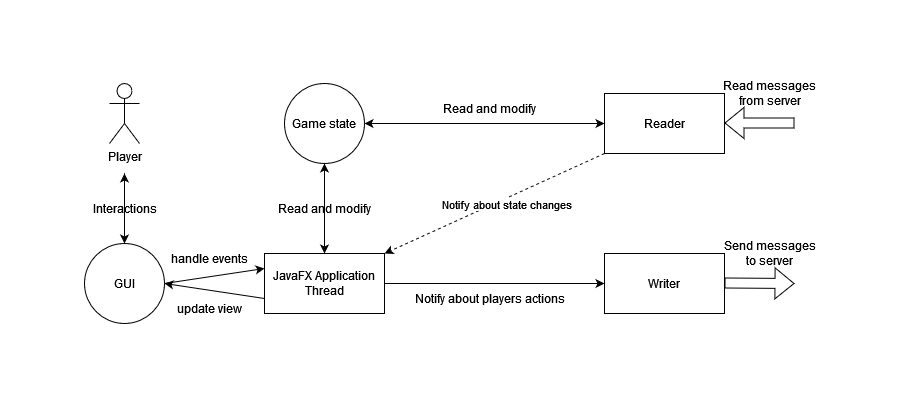 Read messages
from server
Read and modify
Game state
Reader
Player
Notify about state changes
Interactions
Read and modify
Send messages
to server
handle events
JavaFX Application
Thread
GUI
Writer
Notify about players actions
update view